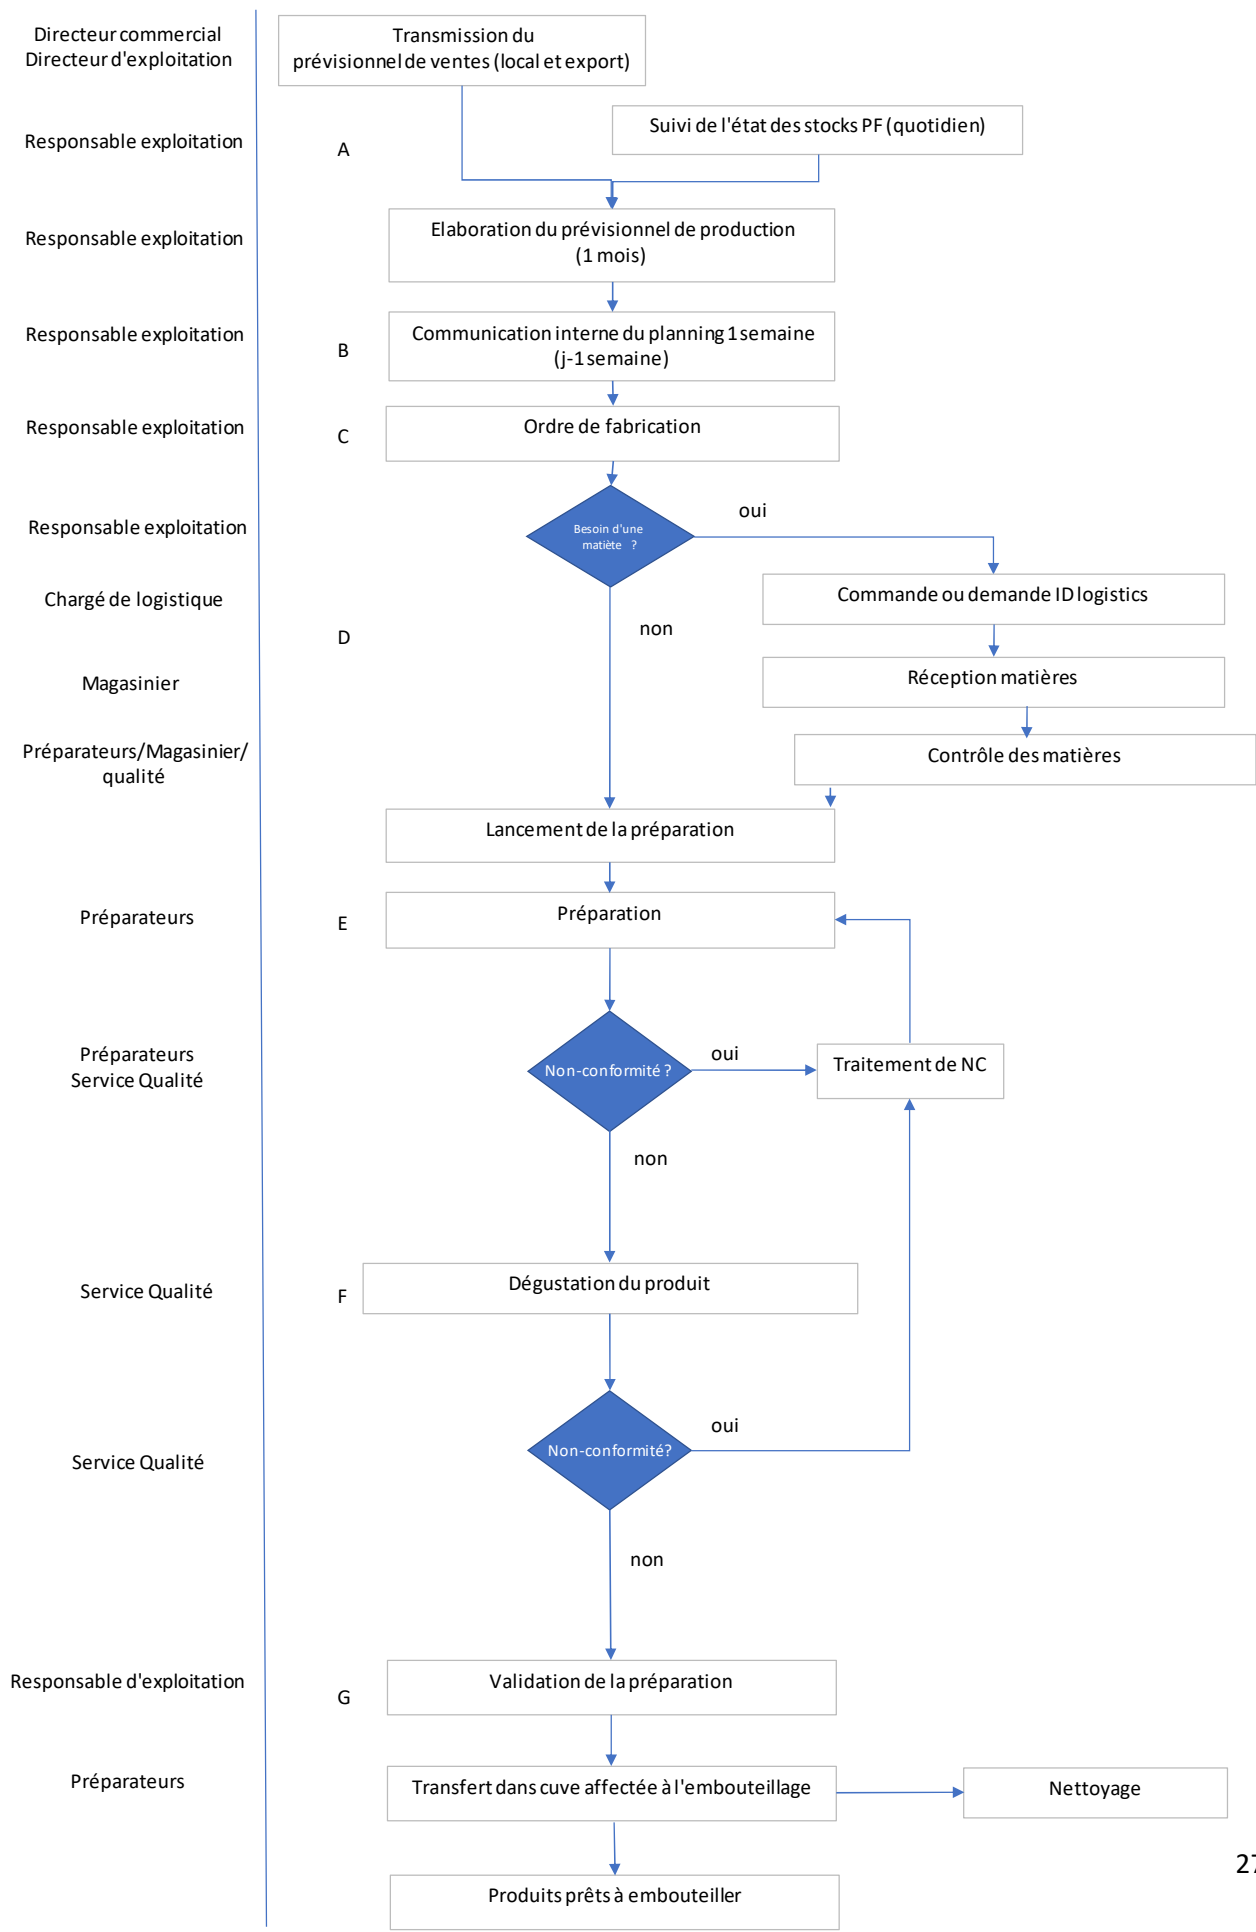 Directeur commercial
Directeur d'exploitation
Transmission du
prévisionnel de ventes (local et export)
Responsable exploitation
A
Suivi de l'état des stocks PF (quotidien)
Responsable exploitation
Elaboration du prévisionnel de production
(1 mois)
Responsable exploitation
B
Communication interne du planning 1 semaine
(j-1 semaine)
Responsable exploitation
C
Ordre de fabrication
Responsable exploitation
Besoin d'une
matiète ?
oui
Chargé de logistique
Commande ou demande ID logistics
D
non
Magasinier
Réception matières
Préparateurs/Magasinier/
qualité
Contrôle des matières
Lancement de la préparation
Préparateurs
E
Préparation
Préparateurs
Service Qualité
Non-conformité ?
oui
Traitement de NC
non
Service Qualité
F
Dégustation du produit
Service Qualité
Non-conformité?
oui
non
Responsable d'exploitation
G
Validation de la préparation
Préparateurs
Transfert dans cuve affectée à l'embouteillage
Nettoyage
27
Produits prêts à embouteiller